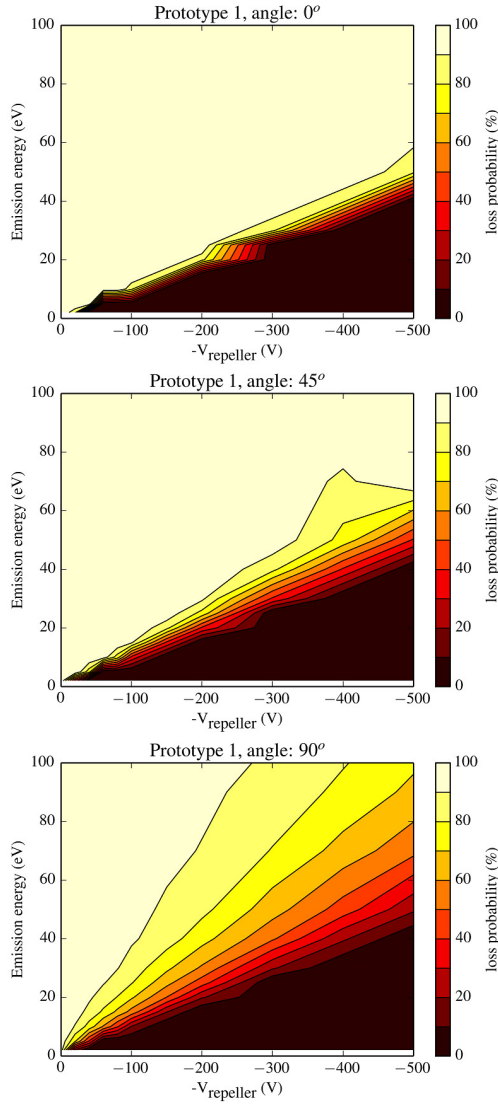 Prototype 1, angle: 0°
100
80
60
40
20
0
Emission energy (eV)
0 −100 −200 −300 −400 −500
-Vrepeller (V)
80
60
40
20
0
loss probability (%)
Prototype 1, angle: 45°
100
80
60
40
20
0
Emission energy (eV)
0 −100 −200 −300 −400 −500
-Vrepeller (V)
100
80
60
40
20
0
loss probability (%)
Prototype 1, angle: 90°
100
80
60
40
20
0
Emission energy (eV)
0 −100 −200 −300 −400 −500
-Vrepeller (V)
80
60
40
20
0
loss probability (%)